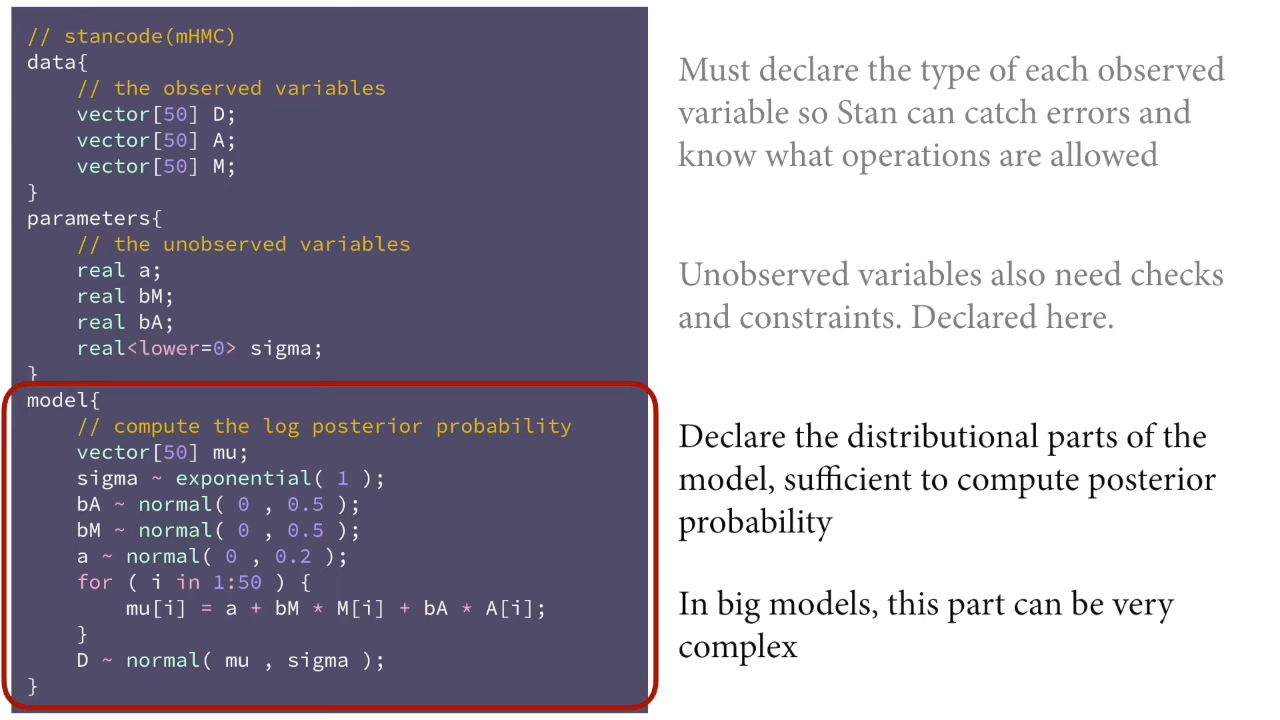 // stancode(mHMC)
data{
    // the observed variables
    vector[50] D;
    vector[50] A;
    vector[50] M;
}
parameters{
    // the unobserved variables
    real a;
    real bM;
    real bA;
    real<lower=0> sigma;
}
model{
    // compute the log posterior probability
    vector[50] mu;
    sigma ~ exponential( 1 );
    bA ~ normal( 0 , 0.5 );
    bM ~ normal( 0 , 0.5 );
    a ~ normal( 0 , 0.2 );
    for ( i in 1:50 ) {
        mu[i] = a + bM * M[i] + bA * A[i];
    }
    D ~ normal( mu , sigma );
}
Must declare the type of each observed
variable so Stan can catch errors and
know what operations are allowed
Unobserved variables also need checks
and constraints. Declared here.
Declare the distributional parts of the
model, sufficient to compute posterior
probability
In big models, this part can be very
complex